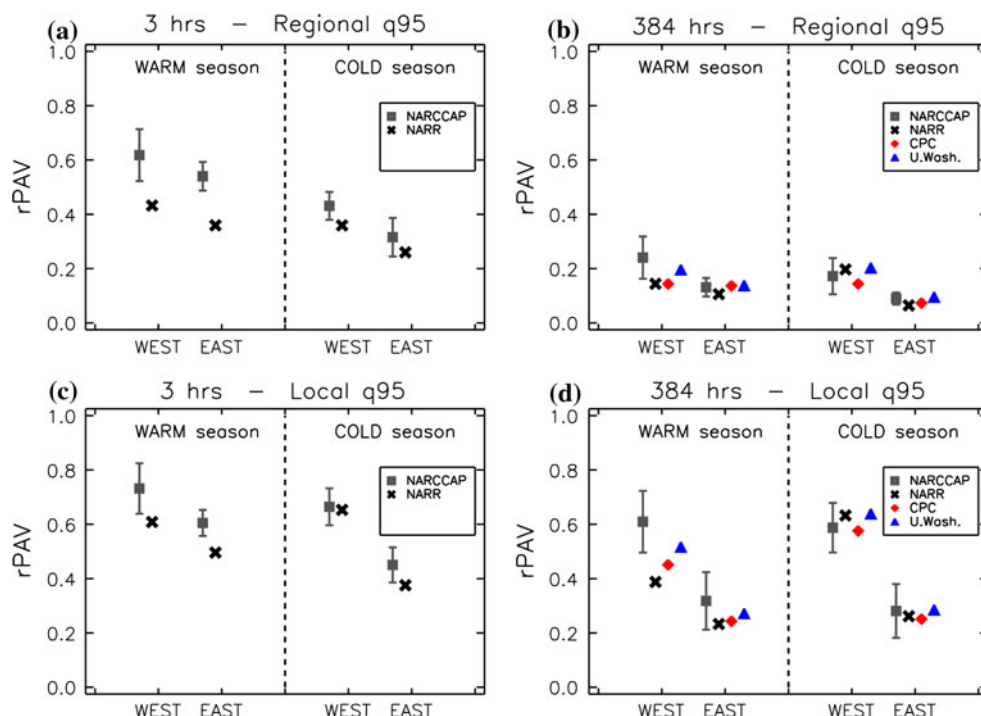 (a) 3 hrs – Regional q95
1.0
0.8
0.6
0.4
0.2
0.0
rPAV
WARM season
COLD season
NARCCAP
NARR
WEST EAST WEST EAST
(b) 384 hrs – Regional q95
1.0
0.8
0.6
0.4
0.2
0.0
rPAV
WARM season
COLD season
NARCCAP
NARR
CPC
U.Wash.
WEST EAST WEST EAST
(c) 3 hrs – Local q95
1.0
0.8
0.6
0.4
0.2
0.0
rPAV
WARM season
COLD season
NARCCAP
NARR
WEST EAST WEST EAST
(d) 384 hrs – Local q95
1.0
0.8
0.6
0.4
0.2
0.0
rPAV
WARM season
COLD season
NARCCAP
NARR
CPC
U.Wash.
WEST EAST WEST EAST